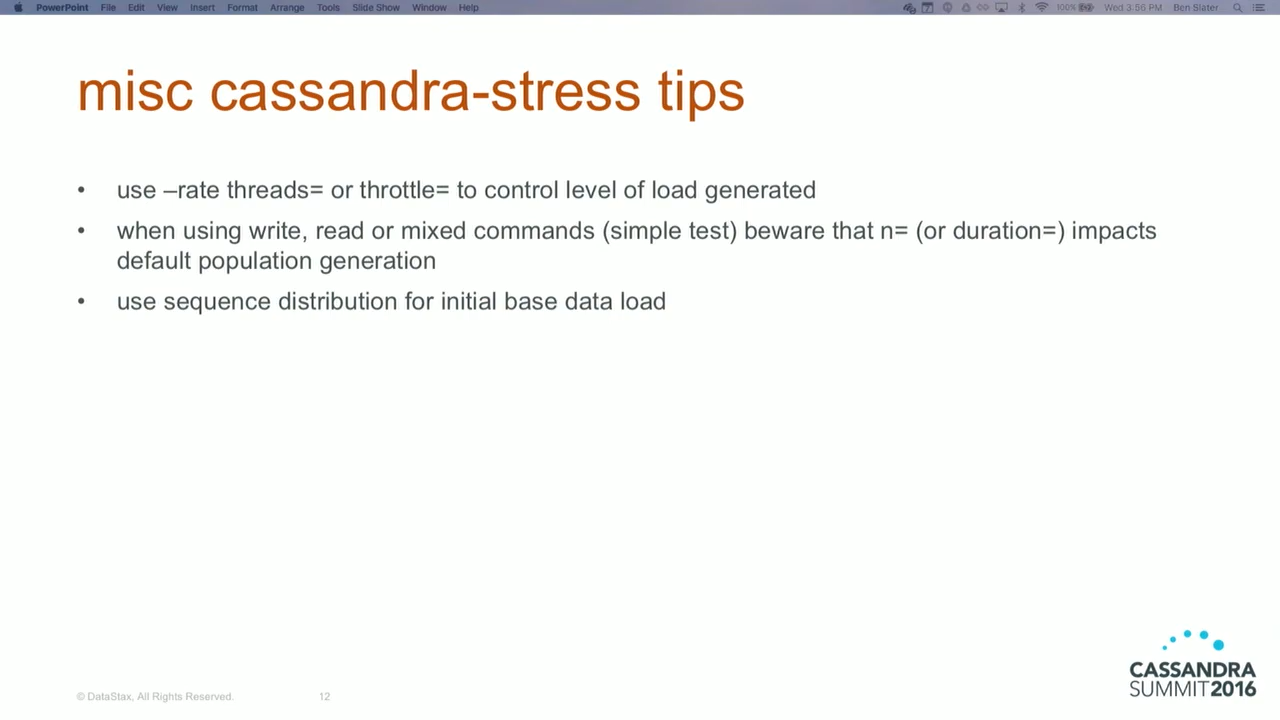 PowerPoint File Edit View Insert Format Arrange Tools Slide Show Window Help 100% Wed 3:56 PM Ben Slater
misc cassandra-stress tips
• use –rate threads= or throttle= to control level of load generated
• when using write, read or mixed commands (simple test) beware that n= (or duration=) impacts
default population generation
• use sequence distribution for initial base data load
CASSANDRA
SUMMIT2016
© DataStax, All Rights Reserved. 12